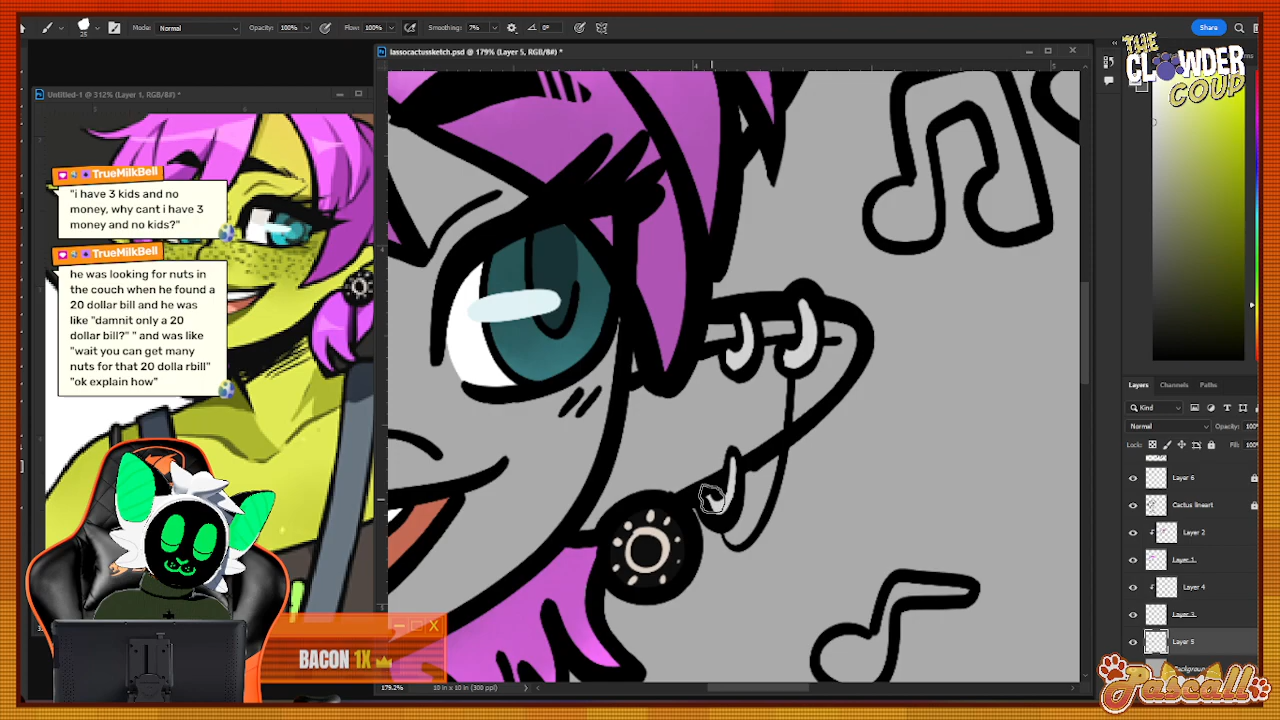 Mode: Normal Opacity: 100% Flow: 100% Smoothing: 7% 0° Share
25
lassocactussketch.psd @ 179% (Layer 5, RGB/8#) *
Untitled-1 @ 312% (Layer 1, RGB/8#) *
THE CLOWDER COUP
TrueMilkBell
"i have 3 kids and no
money, why cant i have 3
money and no kids?"
TrueMilkBell
he was looking for nuts in
the couch when he found a
20 dollar bill and he was
like "damnit only a 20
dollar bill?" " and was like
"wait you can get many
nuts for that 20 dolla rbill"
"ok explain how"
Layers Channels Paths
Kind
Normal Opacity: 100%
Lock: Fill: 100%
Layer 6
Cactus lineart
Layer 2
Layer 1
Layer 4
Layer 3
Layer 5
Background
BACON 1X
179.2% 10 in x 10 in (300 ppi)
Jascall